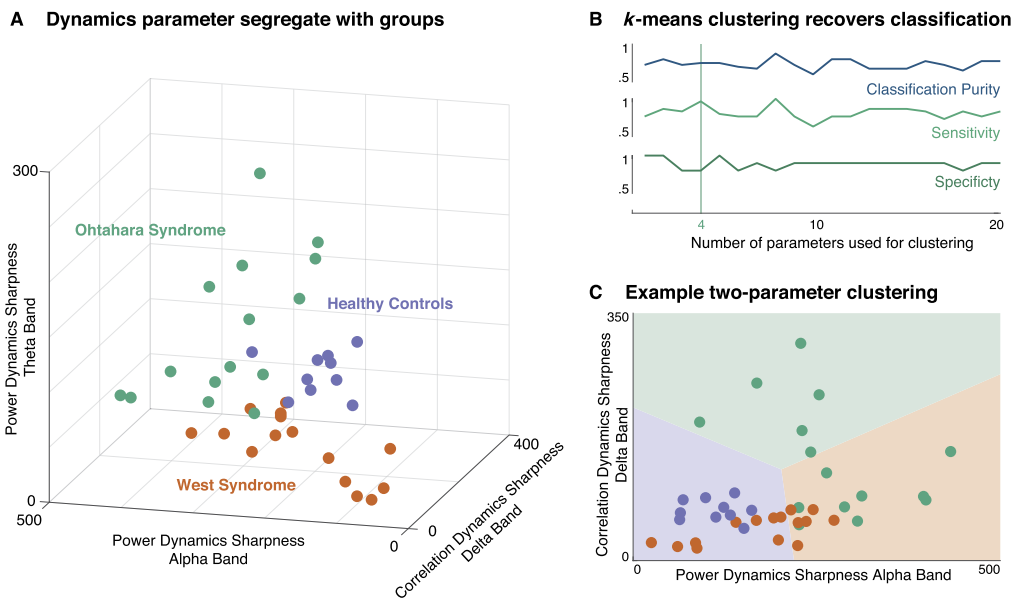 A Dynamics parameter segregate with groups
300
Ohtahara Syndrome
Healthy Controls
West Syndrome
Power Dynamics Sharpness
Theta Band
0
500
Power Dynamics Sharpness
Alpha Band
0
0
400
Correlation Dynamics Sharpness
Delta Band
B k-means clustering recovers classification
1
.5
Classification Purity
1
.5
Sensitivity
1
.5
Specificty
4
10
20
Number of parameters used for clustering
C Example two-parameter clustering
350
Correlation Dynamics Sharpness
Delta Band
0
0
500
Power Dynamics Sharpness Alpha Band